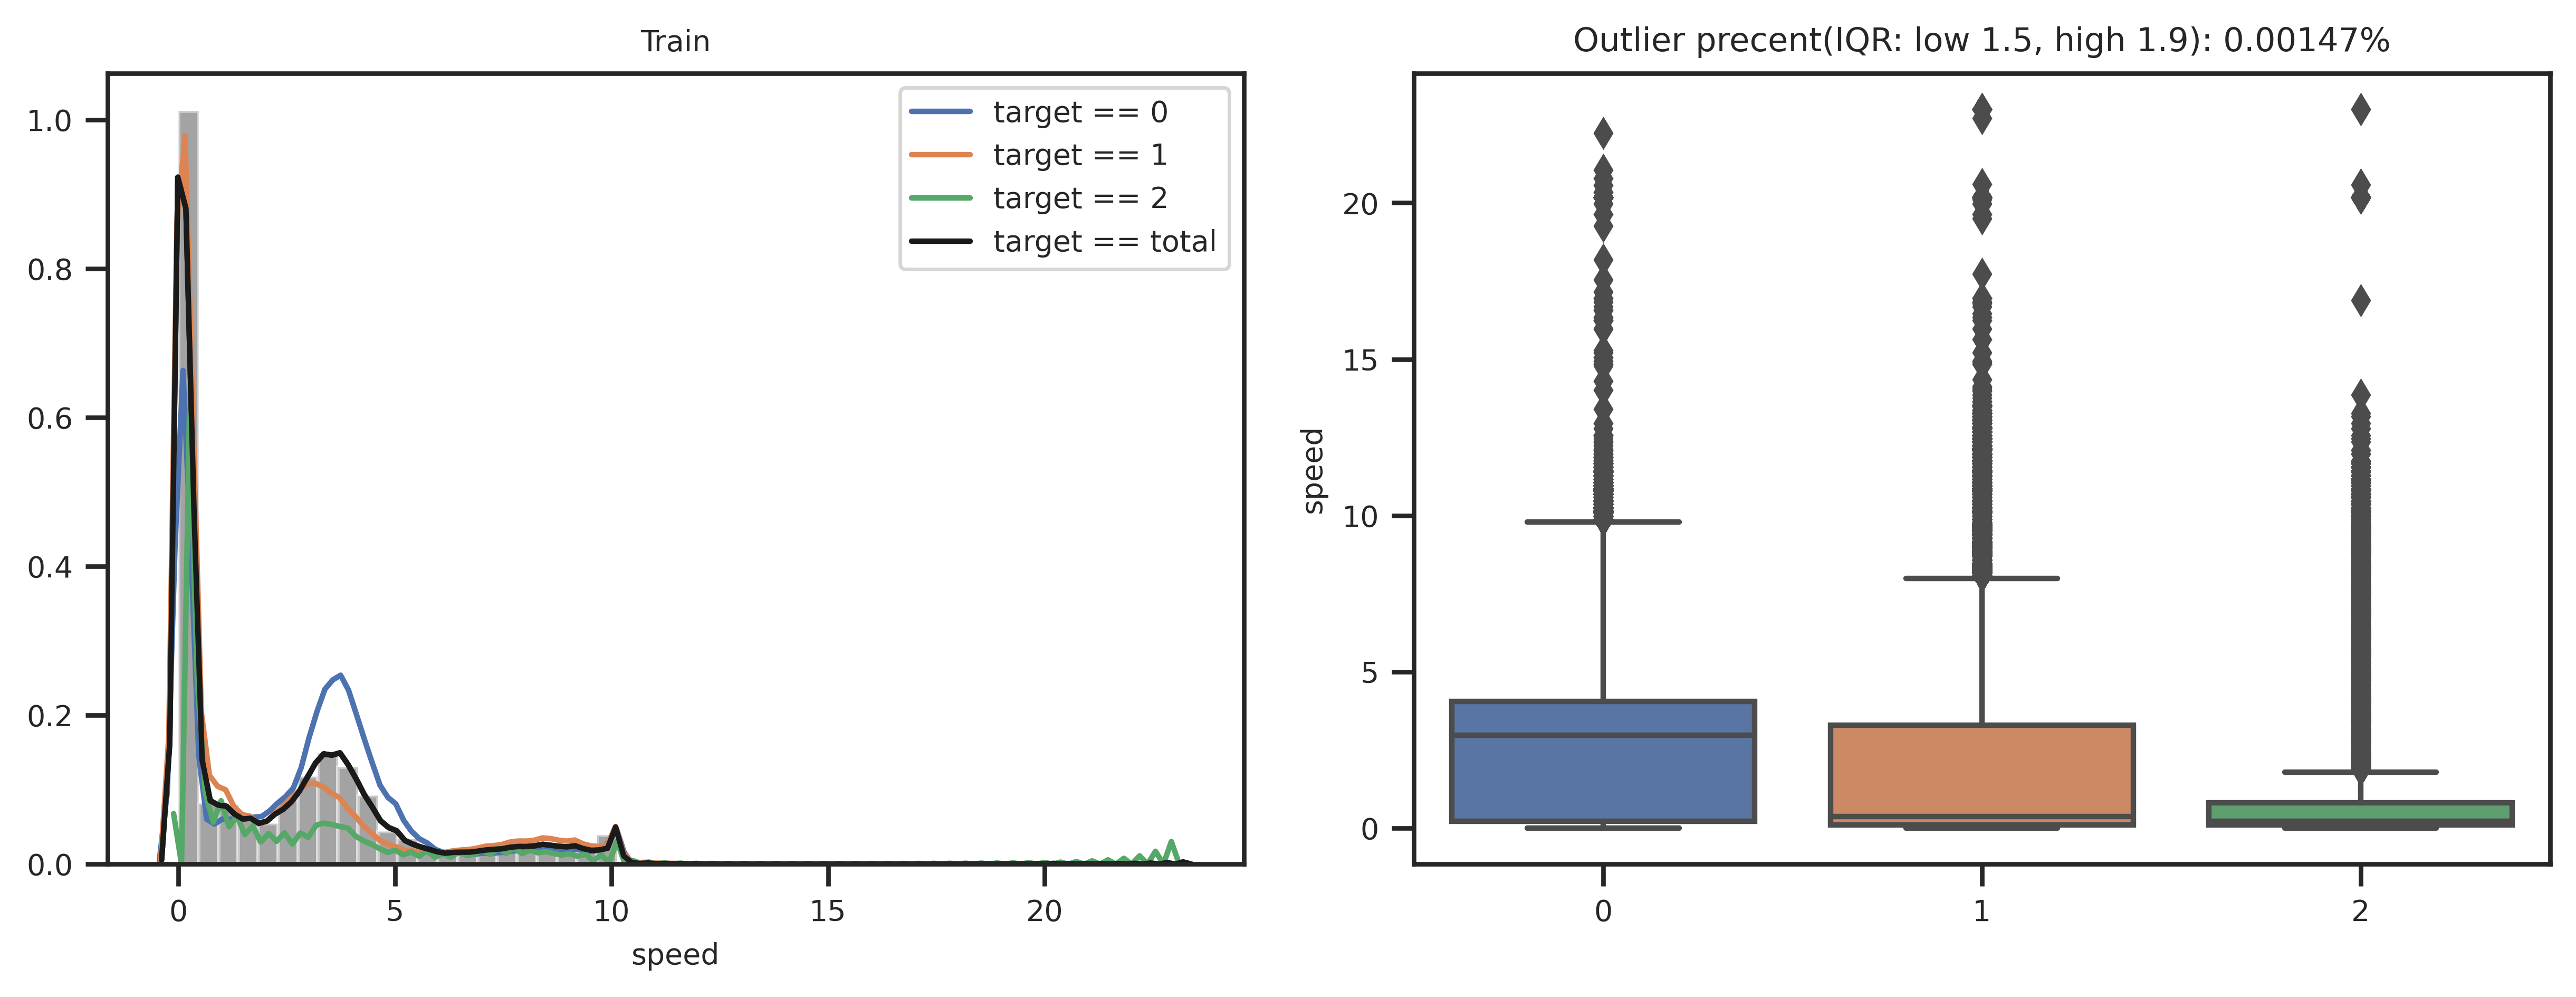 Train
1.0
0.8
0.6
0.4
0.2
0.0
0 5 10 15 20
speed
target == 0
target == 1
target == 2
target == total
Outlier precent(IQR: low 1.5, high 1.9): 0.00147%
speed
20
15
10
5
0
0 1 2